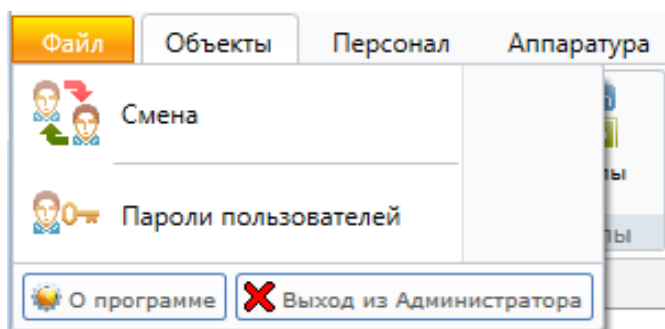 Файл Объекты Персонал Аппаратура
Смена
Пароли пользователей
О программе Выход из Администратора